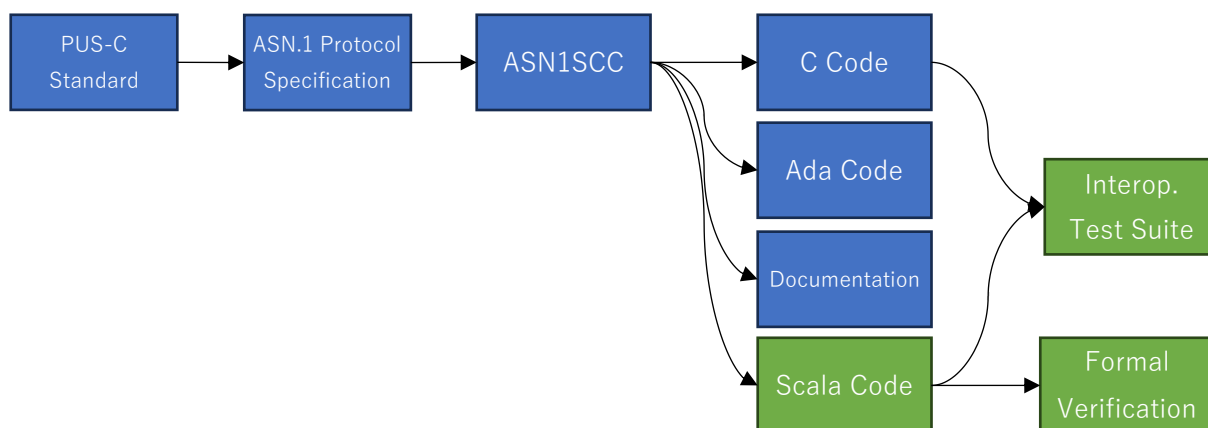 PUS-C
Standard
ASN.1 Protocol
Specification
ASN1SCC
C Code
Ada Code
Documentation
Scala Code
Interop.
Test Suite
Formal
Verification